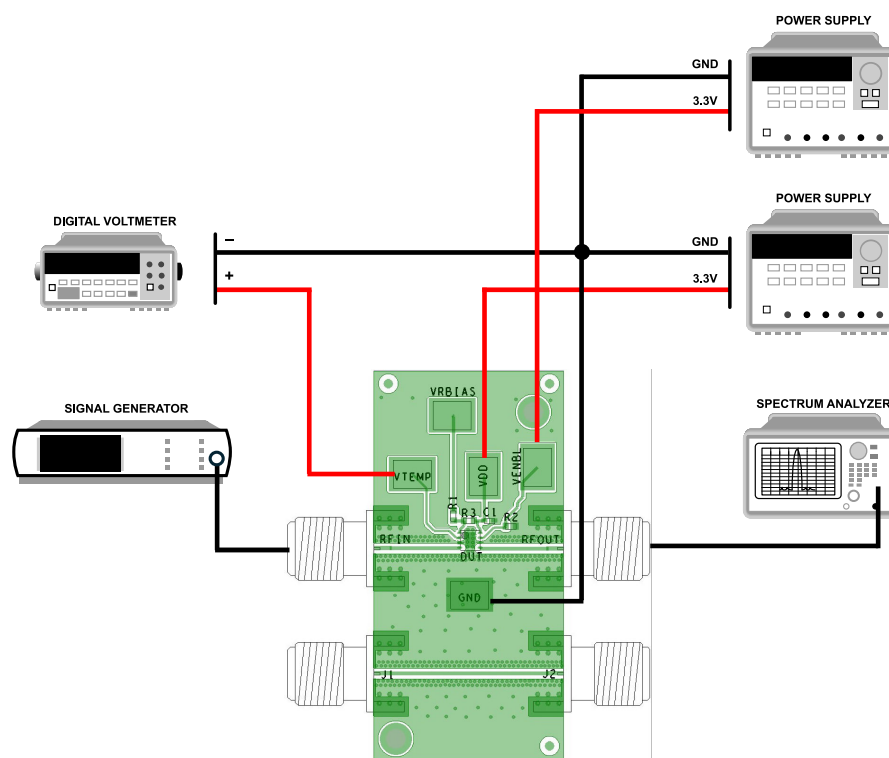 POWER SUPPLY
GND
3.3V
POWER SUPPLY
DIGITAL VOLTMETER
–
GND
+
3.3V
VRBIAS
SIGNAL GENERATOR
SPECTRUM ANALYZER
VTEMP
VDD
VENBL
R1
R3
C1
R2
RFIN
RFOUT
DUT
GND
J1
J2